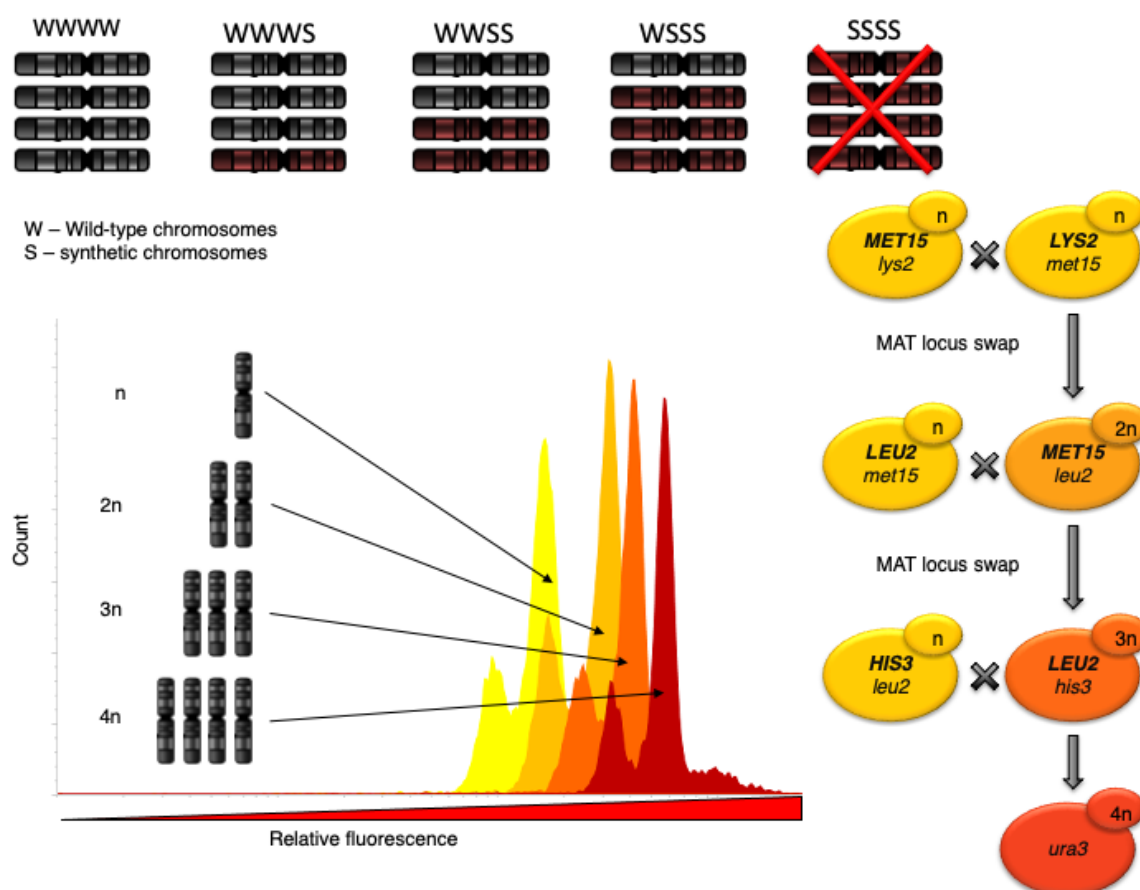 WWWW
WWWS
WWSS
WSSS
SSSS
W – Wild-type chromosomes
S – synthetic chromosomes
n
2n
3n
4n
Count
Relative fluorescence
n
MET15
lys2
n
LYS2
met15
MAT locus swap
n
LEU2
met15
2n
MET15
leu2
MAT locus swap
n
HIS3
leu2
3n
LEU2
his3
4n
ura3